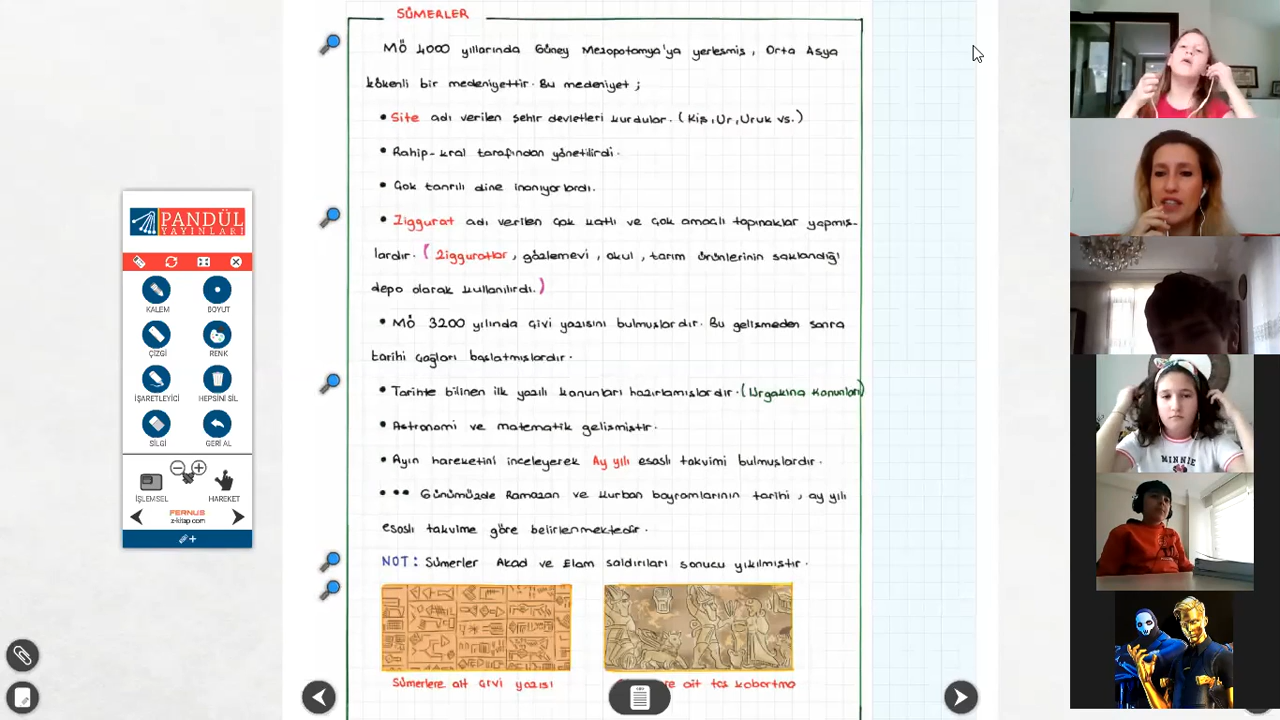 SÜMERLER
MÖ 4000 yıllarında Güney Mezopotamya'ya yerleşmiş, Orta Asya
kökenli bir medeniyettir. Bu medeniyet ;
• Site adı verilen şehir devletleri kurdular. (Kiş, Ur, Uruk vs.)
• Rahip-kral tarafından yönetilirdi.
• Çok tanrılı dine inanıyorlardı.
• Ziggurat adı verilen çok katlı ve çok amaçlı tapınaklar yapmış-
lardır. (Zigguratlar, gözlemevi, okul, tarım ürünlerinin saklandığı
depo olarak kullanılırdı.)
• MÖ 3200 yılında çivi yazısını bulmuşlardır. Bu gelişmeden sonra
tarihi çağları başlatmışlardır.
• Tarihte bilinen ilk yazılı kanunları hazırlamışlardır. (Urgakina Kanunları)
• Astronomi ve matematik gelişmiştir.
• Ayın hareketini inceleyerek Ay yılı esaslı takvimi bulmuşlardır.
••• Günümüzde Ramazan ve Kurban bayramlarının tarihi, ay yılı
esaslı takvime göre belirlenmektedir.
NOT: Sümerler Akad ve Elam saldırıları sonucu yıkılmıştır.
Sümerlere ait çivi yazısı
ait taş kabartma
PANDÜL
YAYINLARI
KALEM
BOYUT
ÇİZGİ
RENK
İŞARETLEYİCİ
HEPSİNİ SİL
SİLGİ
GERİ AL
İŞLEMSEL
HAREKET
FERNUS
z-kitap.com
MINNIE